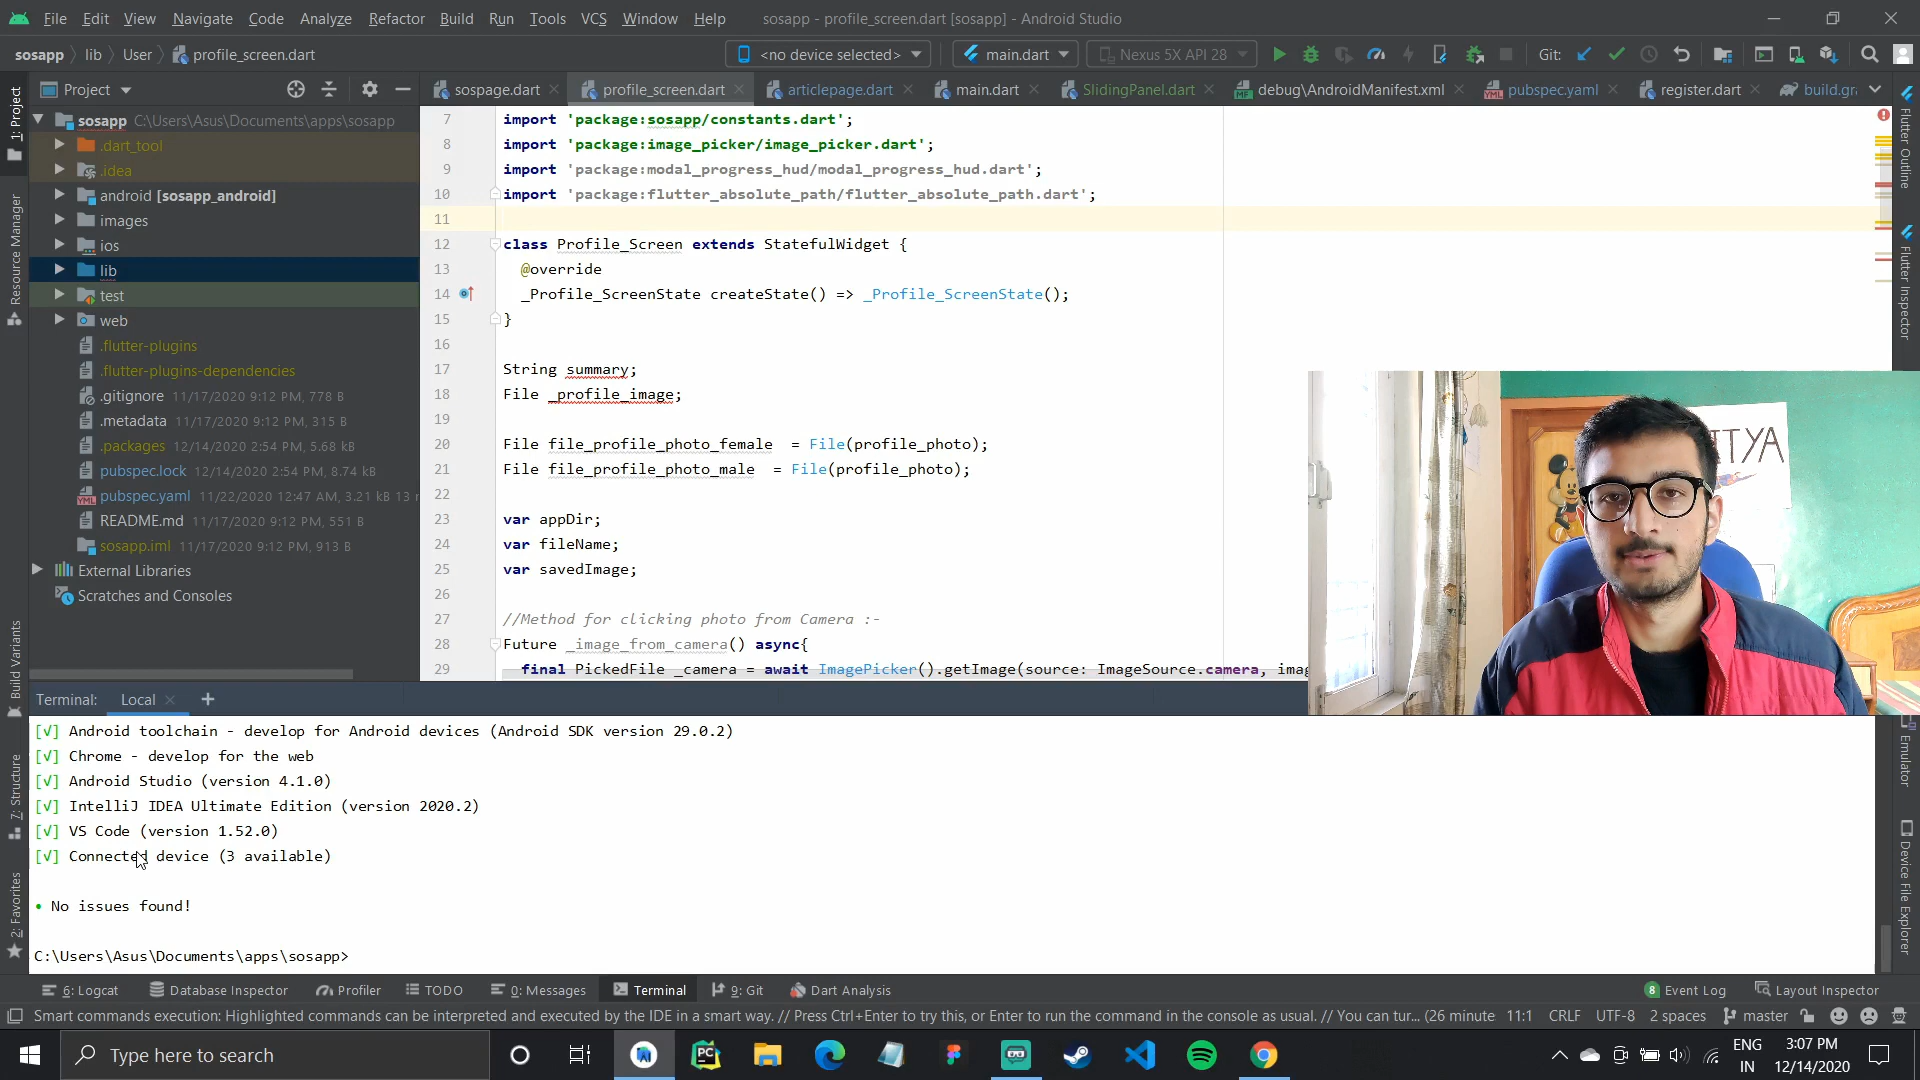 File Edit View Navigate Code Analyze Refactor Build Run Tools VCS Window Help sosapp - profile_screen.dart [sosapp] - Android Studio
sosapp lib User profile_screen.dart <no device selected> main.dart Nexus 5X API 28 Git:
Project sospage.dart profile_screen.dart articlepage.dart main.dart SlidingPanel.dart debug\AndroidManifest.xml pubspec.yaml register.dart build.gr
1: Project
Resource Manager
Build Variants
7: Structure
2: Favorites
sosapp C:\Users\Asus\Documents\apps\sosapp
.dart_tool
.idea
android [sosapp_android]
images
ios
lib
test
web
.flutter-plugins
.flutter-plugins-dependencies
.gitignore 11/17/2020 9:12 PM, 778 B
.metadata 11/17/2020 9:12 PM, 315 B
.packages 12/14/2020 2:54 PM, 5.68 kB
pubspec.lock 12/14/2020 2:54 PM, 8.74 kB
pubspec.yaml 11/22/2020 12:47 AM, 3.21 kB 13 r
README.md 11/17/2020 9:12 PM, 551 B
sosapp.iml 11/17/2020 9:12 PM, 913 B
External Libraries
Scratches and Consoles
7 import 'package:sosapp/constants.dart';
8 import 'package:image_picker/image_picker.dart';
9 import 'package:modal_progress_hud/modal_progress_hud.dart';
10 import 'package:flutter_absolute_path/flutter_absolute_path.dart';
11
12 class Profile_Screen extends StatefulWidget {
13 @override
14 _Profile_ScreenState createState() => _Profile_ScreenState();
15 }
16
17 String summary;
18 File _profile_image;
19
20 File file_profile_photo_female = File(profile_photo);
21 File file_profile_photo_male = File(profile_photo);
22
23 var appDir;
24 var fileName;
25 var savedImage;
26
27 //Method for clicking photo from Camera :-
28 Future _image_from_camera() async{
29 final PickedFile _camera = await ImagePicker().getImage(source: ImageSource.camera, imag
ITYA
Flutter Outline
Flutter Inspector
Emulator
Device File Explorer
Terminal: Local +
[√] Android toolchain - develop for Android devices (Android SDK version 29.0.2)
[√] Chrome - develop for the web
[√] Android Studio (version 4.1.0)
[√] IntelliJ IDEA Ultimate Edition (version 2020.2)
[√] VS Code (version 1.52.0)
[√] Connected device (3 available)
• No issues found!
C:\Users\Asus\Documents\apps\sosapp>
6: Logcat Database Inspector Profiler TODO 0: Messages Terminal 9: Git Dart Analysis 8 Event Log Layout Inspector
Smart commands execution: Highlighted commands can be interpreted and executed by the IDE in a smart way. // Press Ctrl+Enter to try this, or Enter to run the command in the console as usual. // You can tur... (26 minute 11:1 CRLF UTF-8 2 spaces master
Type here to search PC ENG 3:07 PM
IN 12/14/2020